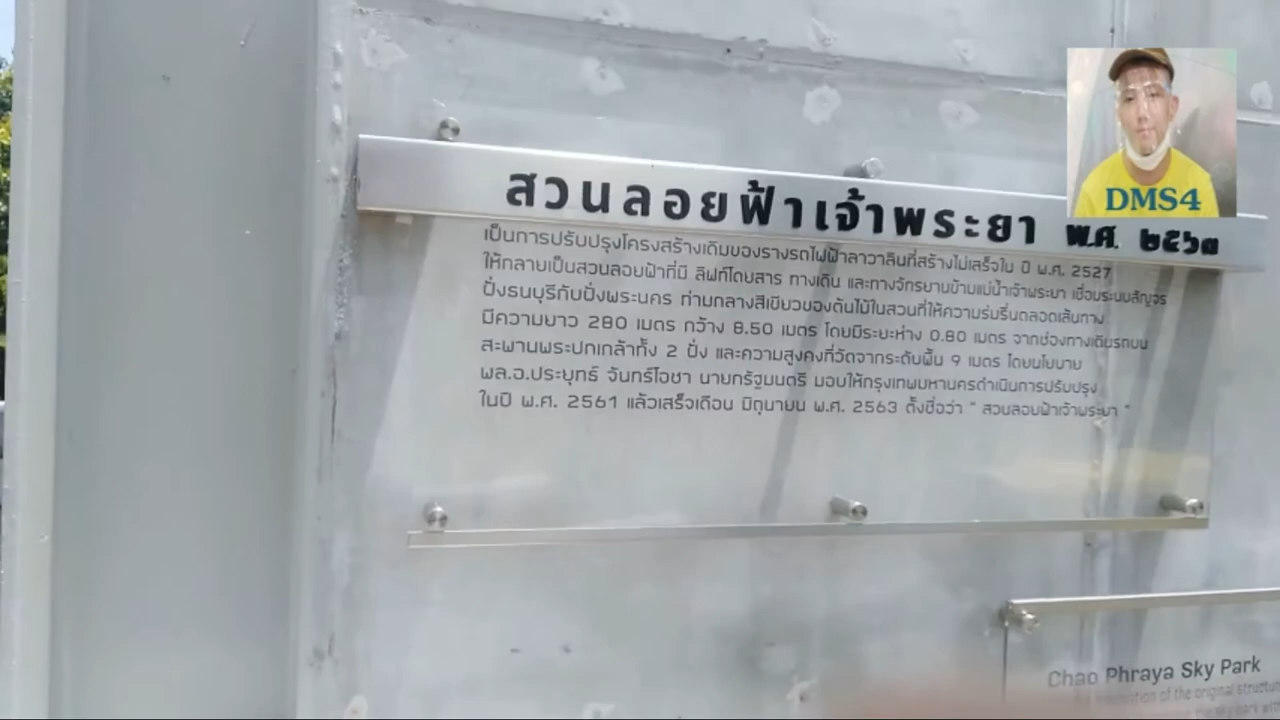 DMS4
สวนลอยฟ้าเจ้าพระยา พ.ศ. ๒๕๖๓
เป็นการปรับปรุงโครงสร้างเดิมของรางรถไฟฟ้าลาวาลินที่สร้างไม่เสร็จใน ปี พ.ศ. 2527
ให้กลายเป็นสวนลอยฟ้าที่มี ลิฟท์โดยสาร ทางเดิน และทางจักรยานข้ามแม่น้ำเจ้าพระยา เชื่อมระบบสัญจร
ฝั่งธนบุรีกับฝั่งพระนคร ท่ามกลางสีเขียวของต้นไม้ในสวนที่ให้ความร่มรื่นตลอดเส้นทาง
มีความยาว 280 เมตร กว้าง 8.50 เมตร โดยมีระยะห่าง 0.80 เมตร จากช่องทางเดินรถบน
สะพานพระปกเกล้าทั้ง 2 ฝั่ง และความสูงคงที่วัดจากระดับพื้น 9 เมตร โดยนโยบาย
พล.อ.ประยุทธ์ จันทร์โอชา นายกรัฐมนตรี มอบให้กรุงเทพมหานครดำเนินการปรับปรุง
ในปี พ.ศ. 2561 แล้วเสร็จเดือน มิถุนายน พ.ศ. 2563 ตั้งชื่อว่า " สวนลอยฟ้าเจ้าพระยา "
Chao Phraya Sky Park
of the original